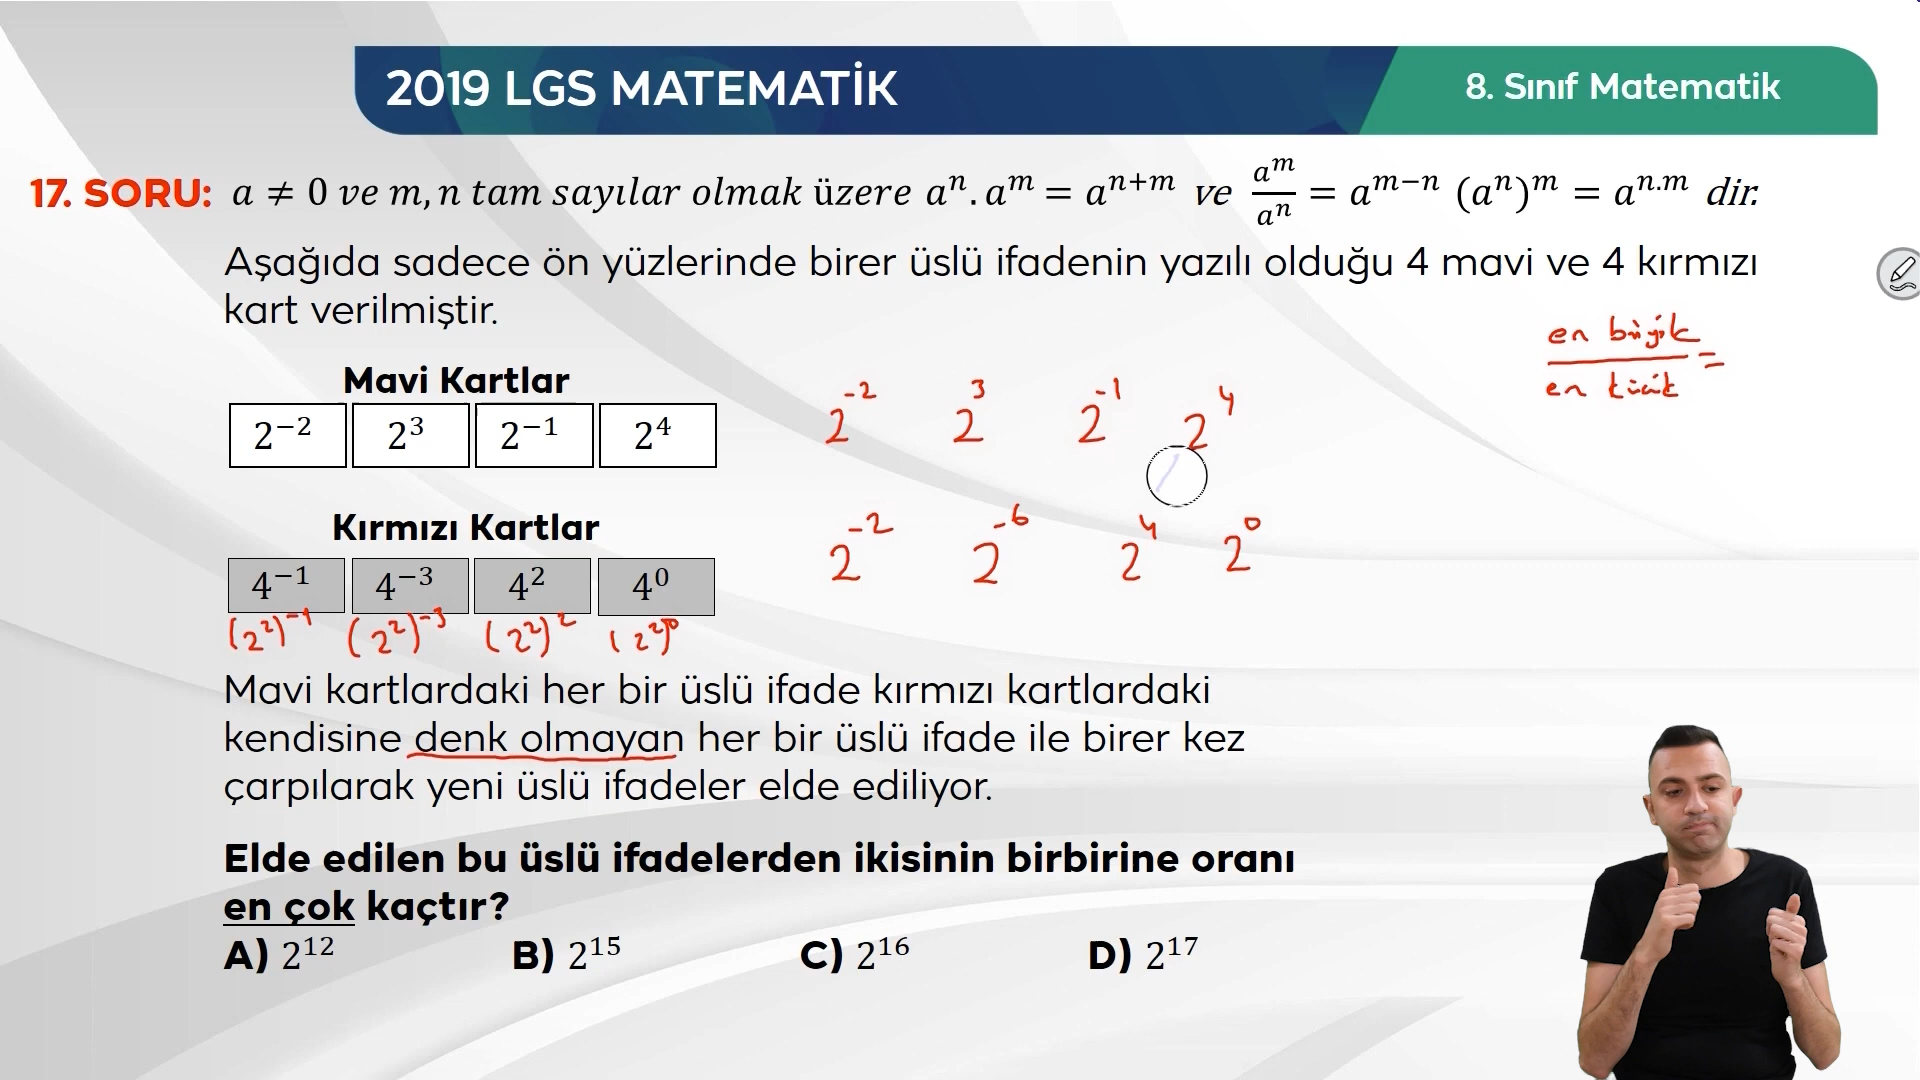 2019 LGS MATEMATİK
8. Sınıf Matematik
17. SORU: a ≠ 0 ve m, n tam sayılar olmak üzere aⁿ. aᵐ = aⁿ⁺ᵐ ve aᵐ/aⁿ = aᵐ⁻ⁿ (aⁿ)ᵐ = aⁿ·ᵐ dir.
Aşağıda sadece ön yüzlerinde birer üslü ifadenin yazılı olduğu 4 mavi ve 4 kırmızı
kart verilmiştir.
en büyük
en küçük =
Mavi Kartlar
2⁻² 2³ 2⁻¹ 2⁴
2⁻² 2³ 2⁻¹ 2⁴
Kırmızı Kartlar
4⁻¹ 4⁻³ 4² 4⁰
2⁻² 2⁻⁶ 2⁴ 2⁰
(2²)⁻¹ (2²)⁻³ (2²)² (2²)⁰
Mavi kartlardaki her bir üslü ifade kırmızı kartlardaki
kendisine denk olmayan her bir üslü ifade ile birer kez
çarpılarak yeni üslü ifadeler elde ediliyor.
Elde edilen bu üslü ifadelerden ikisinin birbirine oranı
en çok kaçtır?
A) 2¹² B) 2¹⁵ C) 2¹⁶ D) 2¹⁷